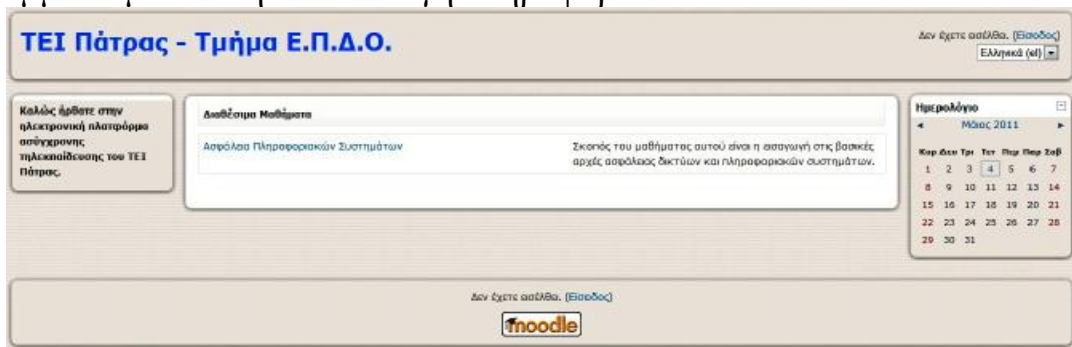 ΤΕΙ Πάτρας - Τμήμα Ε.Π.Δ.Ο.
Δεν έχετε εισέλθει. (Είσοδος)
Ελληνικά (el)
Καλώς ήρθατε στην
ηλεκτρονική πλατφόρμα
ασύγχρονης
τηλεκπαίδευσης του ΤΕΙ
Πάτρας.
Διαθέσιμα Μαθήματα
Ασφάλεια Πληροφοριακών Συστημάτων
Σκοπός του μαθήματος αυτού είναι η εισαγωγή στις βασικές
αρχές ασφάλειας δικτύων και πληροφοριακών συστημάτων.
Ημερολόγιο
◄ Μάιος 2011 ►
Κυρ Δευ Τρι Τετ Πεμ Παρ Σαβ
1 2 3 4 5 6 7
8 9 10 11 12 13 14
15 16 17 18 19 20 21
22 23 24 25 26 27 28
29 30 31
Δεν έχετε εισέλθει. (Είσοδος)
moodle